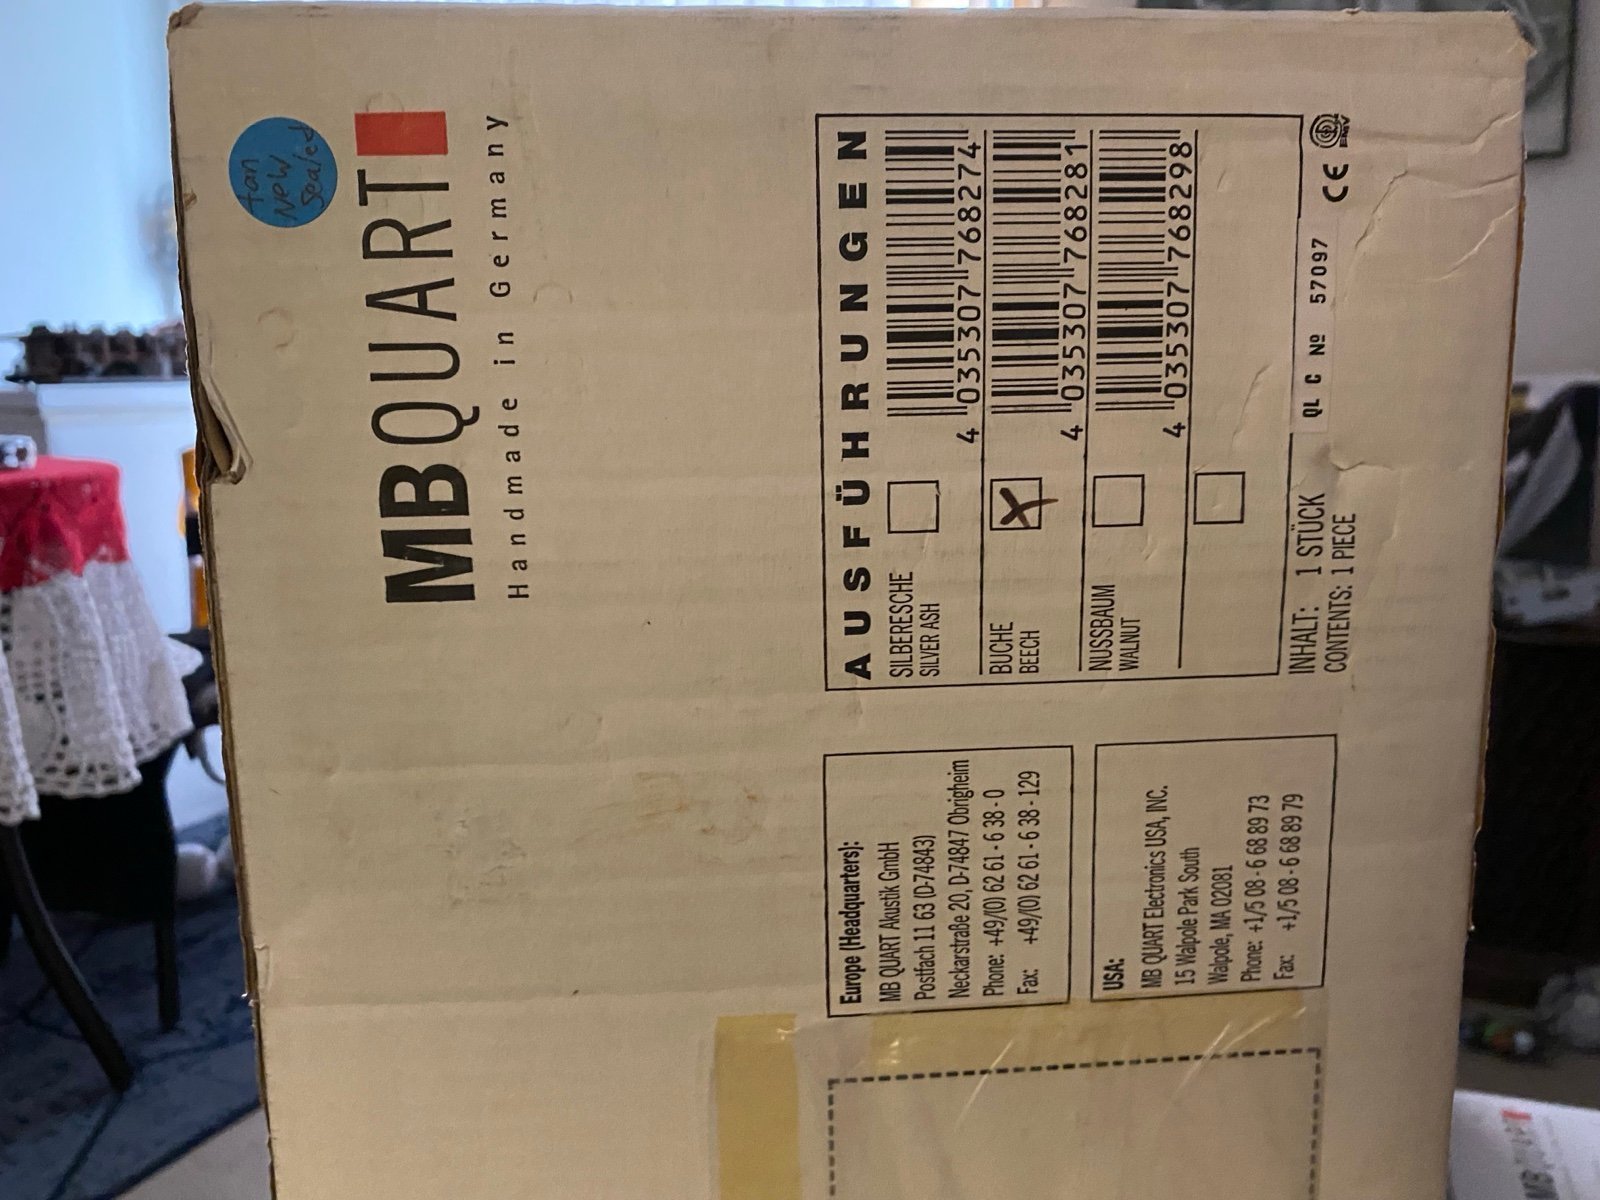 tan
New
Sealed
MBQUART
Handmade in Germany
AUSFÜHRUNGEN
SILBERESCHE
SILVER ASH
4 035307 768274
BUCHE
BEECH
X
4 035307 768281
NUSSBAUM
WALNUT
4 035307 768298
INHALT: 1 STÜCK
CONTENTS: 1 PIECE
QL C Nº 57097
CE
EMV
Europe (Headquarters):
MB QUART Akustik GmbH
Postfach 11 63 (D-74843)
Neckarstraße 20, D-74847 Obrigheim
Phone: +49/(0) 62 61 - 6 38 - 0
Fax: +49/(0) 62 61 - 6 38 - 129
USA:
MB QUART Electronics USA, INC.
15 Walpole Park South
Walpole, MA 02081
Phone: +1/5 08 - 6 68 89 73
Fax: +1/5 08 - 6 68 89 79